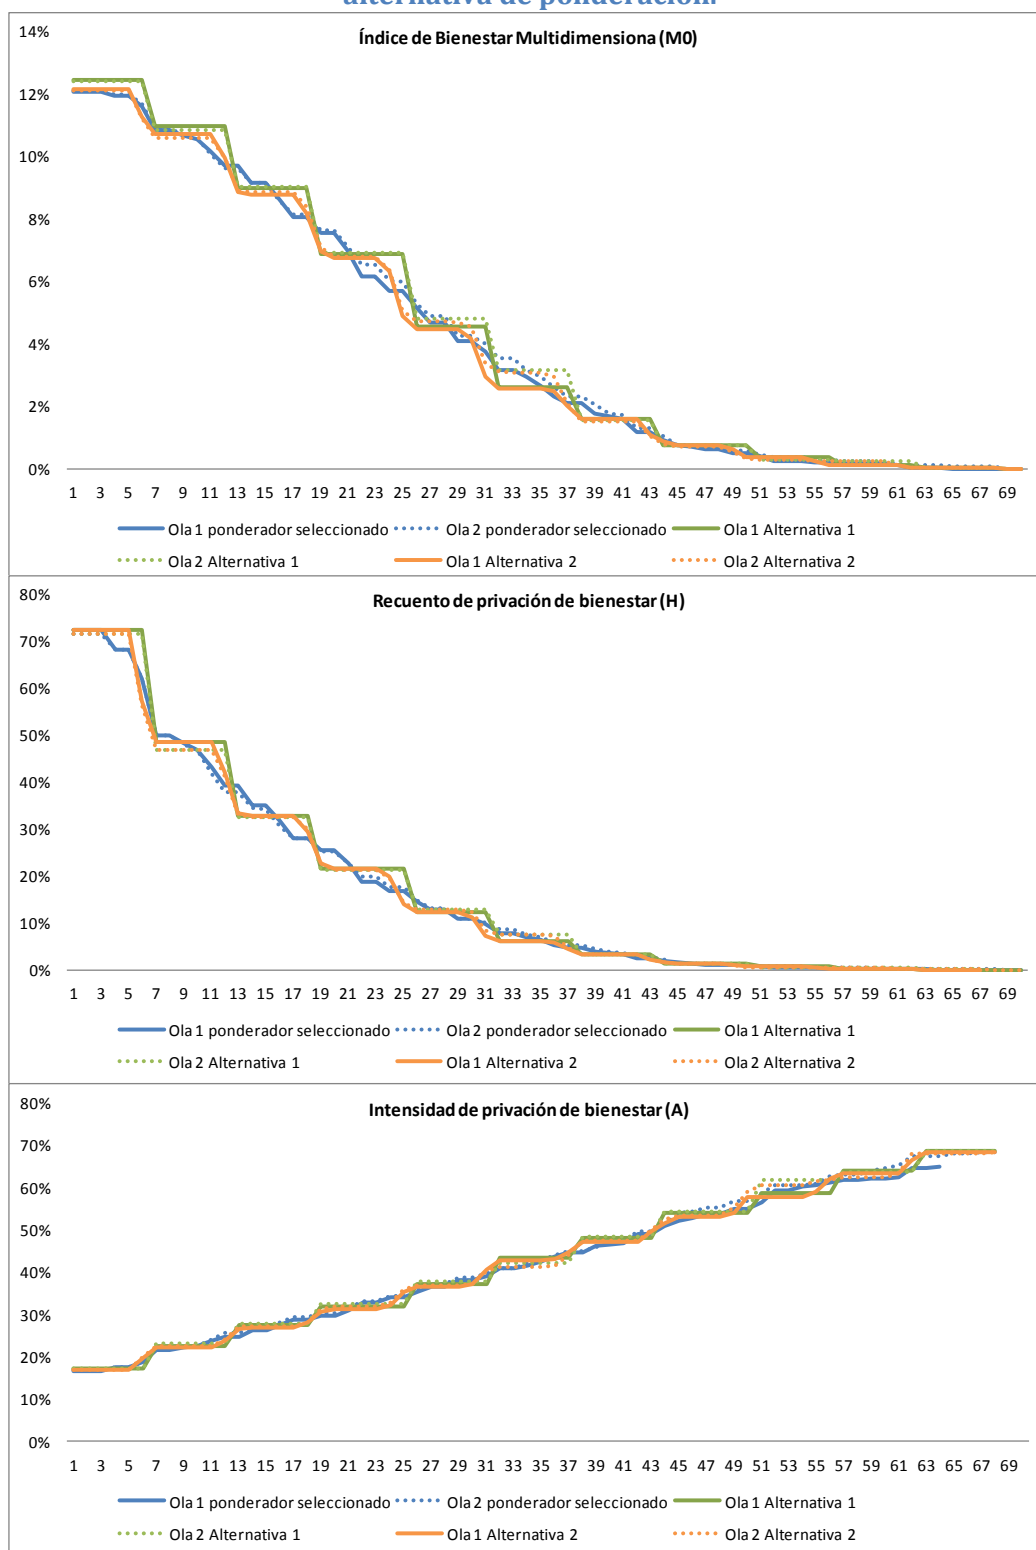 alternativa de ponderación.
Índice de Bienestar Multidimensiona (M0)
14%
12%
10%
8%
6%
4%
2%
0%
1 3 5 7 9 11 13 15 17 19 21 23 25 27 29 31 33 35 37 39 41 43 45 47 49 51 53 55 57 59 61 63 65 67 69
Ola 1 ponderador seleccionado Ola 2 ponderador seleccionado Ola 1 Alternativa 1
Ola 2 Alternativa 1 Ola 1 Alternativa 2 Ola 2 Alternativa 2
Recuento de privación de bienestar (H)
80%
70%
60%
50%
40%
30%
20%
10%
0%
1 3 5 7 9 11 13 15 17 19 21 23 25 27 29 31 33 35 37 39 41 43 45 47 49 51 53 55 57 59 61 63 65 67 69
Ola 1 ponderador seleccionado Ola 2 ponderador seleccionado Ola 1 Alternativa 1
Ola 2 Alternativa 1 Ola 1 Alternativa 2 Ola 2 Alternativa 2
Intensidad de privación de bienestar (A)
80%
70%
60%
50%
40%
30%
20%
10%
0%
1 3 5 7 9 11 13 15 17 19 21 23 25 27 29 31 33 35 37 39 41 43 45 47 49 51 53 55 57 59 61 63 65 67 69
Ola 1 ponderador seleccionado Ola 2 ponderador seleccionado Ola 1 Alternativa 1
Ola 2 Alternativa 1 Ola 1 Alternativa 2 Ola 2 Alternativa 2